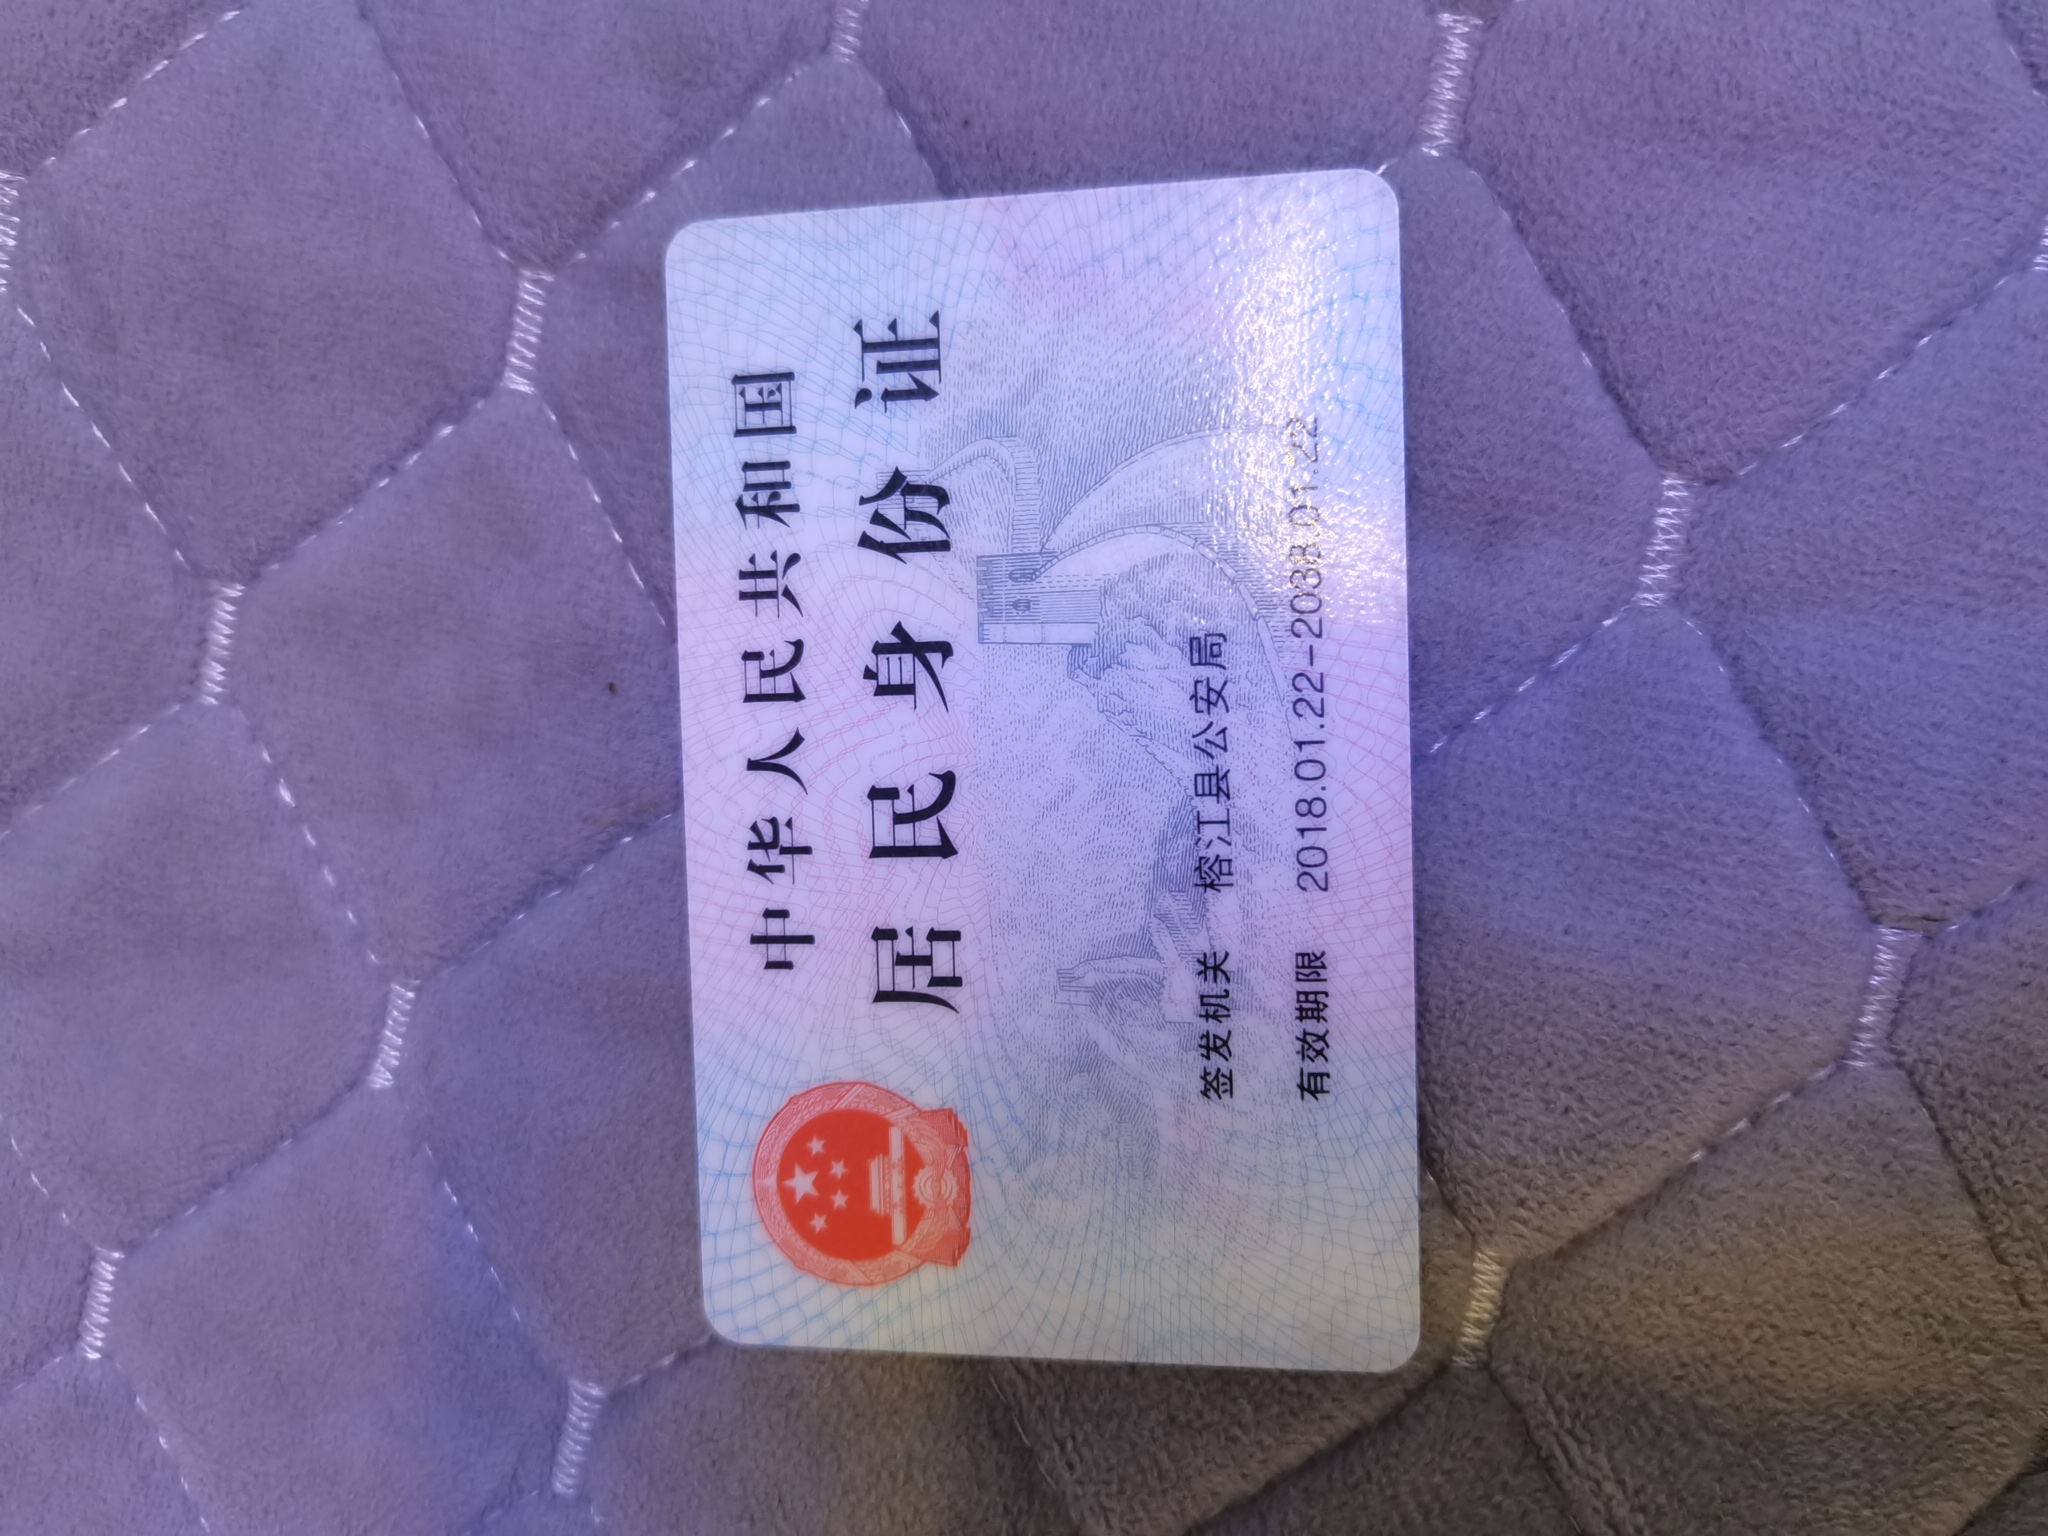 中华人民共和国
居民身份证
签发机关 榕江县公安局
有效期限 2018.01.22-2038.01.22